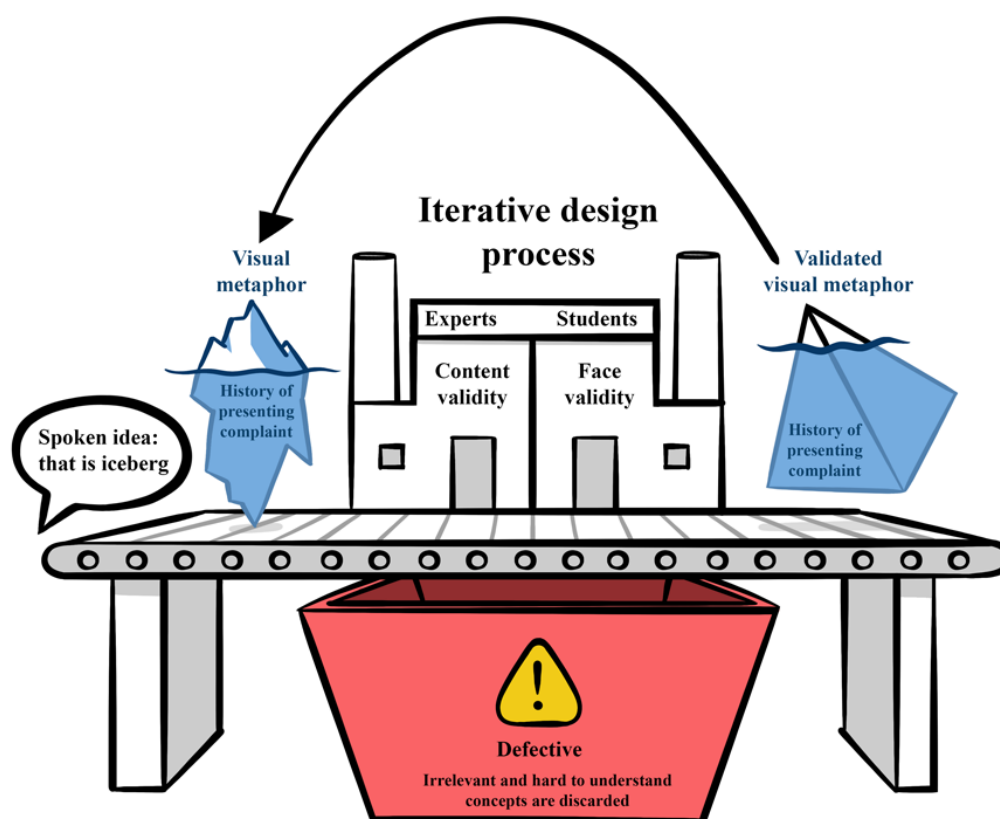 Iterative design
process
Visual
metaphor
Validated
visual metaphor
Experts
Students
Content
validity
Face
validity
History of
presenting
complaint
Spoken idea:
that is iceberg
History of
presenting
complaint
!
Defective
Irrelevant and hard to understand
concepts are discarded